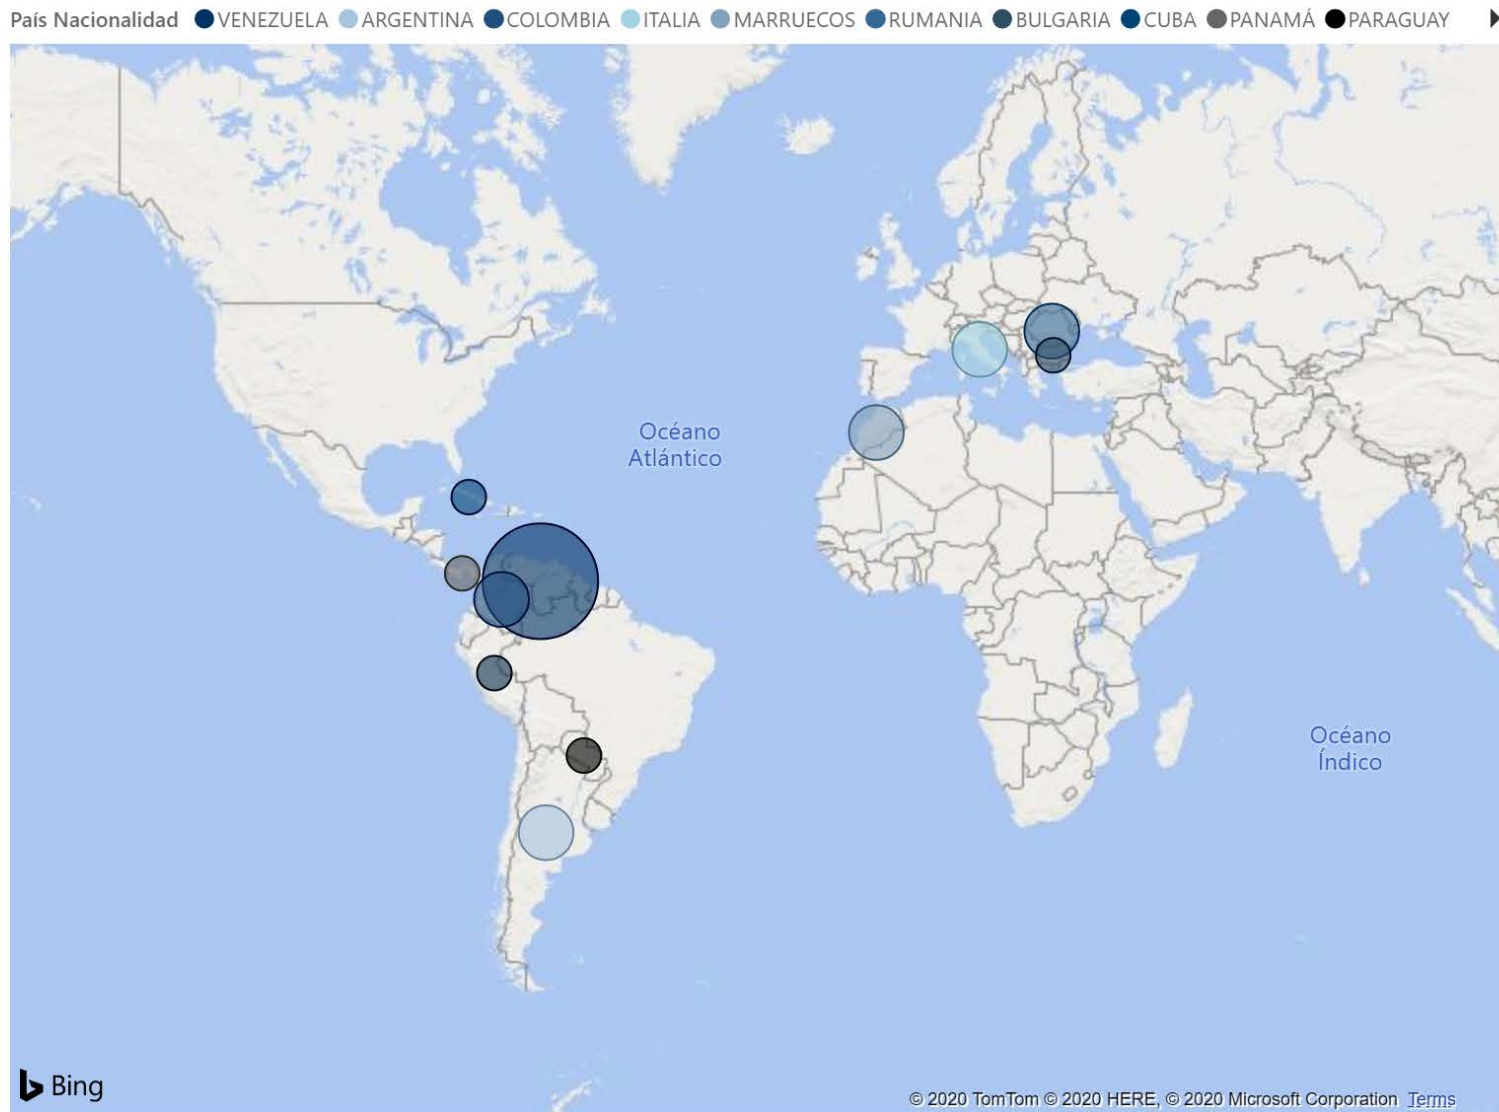 País Nacionalidad VENEZUELA ARGENTINA COLOMBIA ITALIA MARRUECOS RUMANIA BULGARIA CUBA PANAMÁ PARAGUAY
Océano
Atlántico
Océano
Índico
Bing
© 2020 TomTom © 2020 HERE, © 2020 Microsoft Corporation Terms